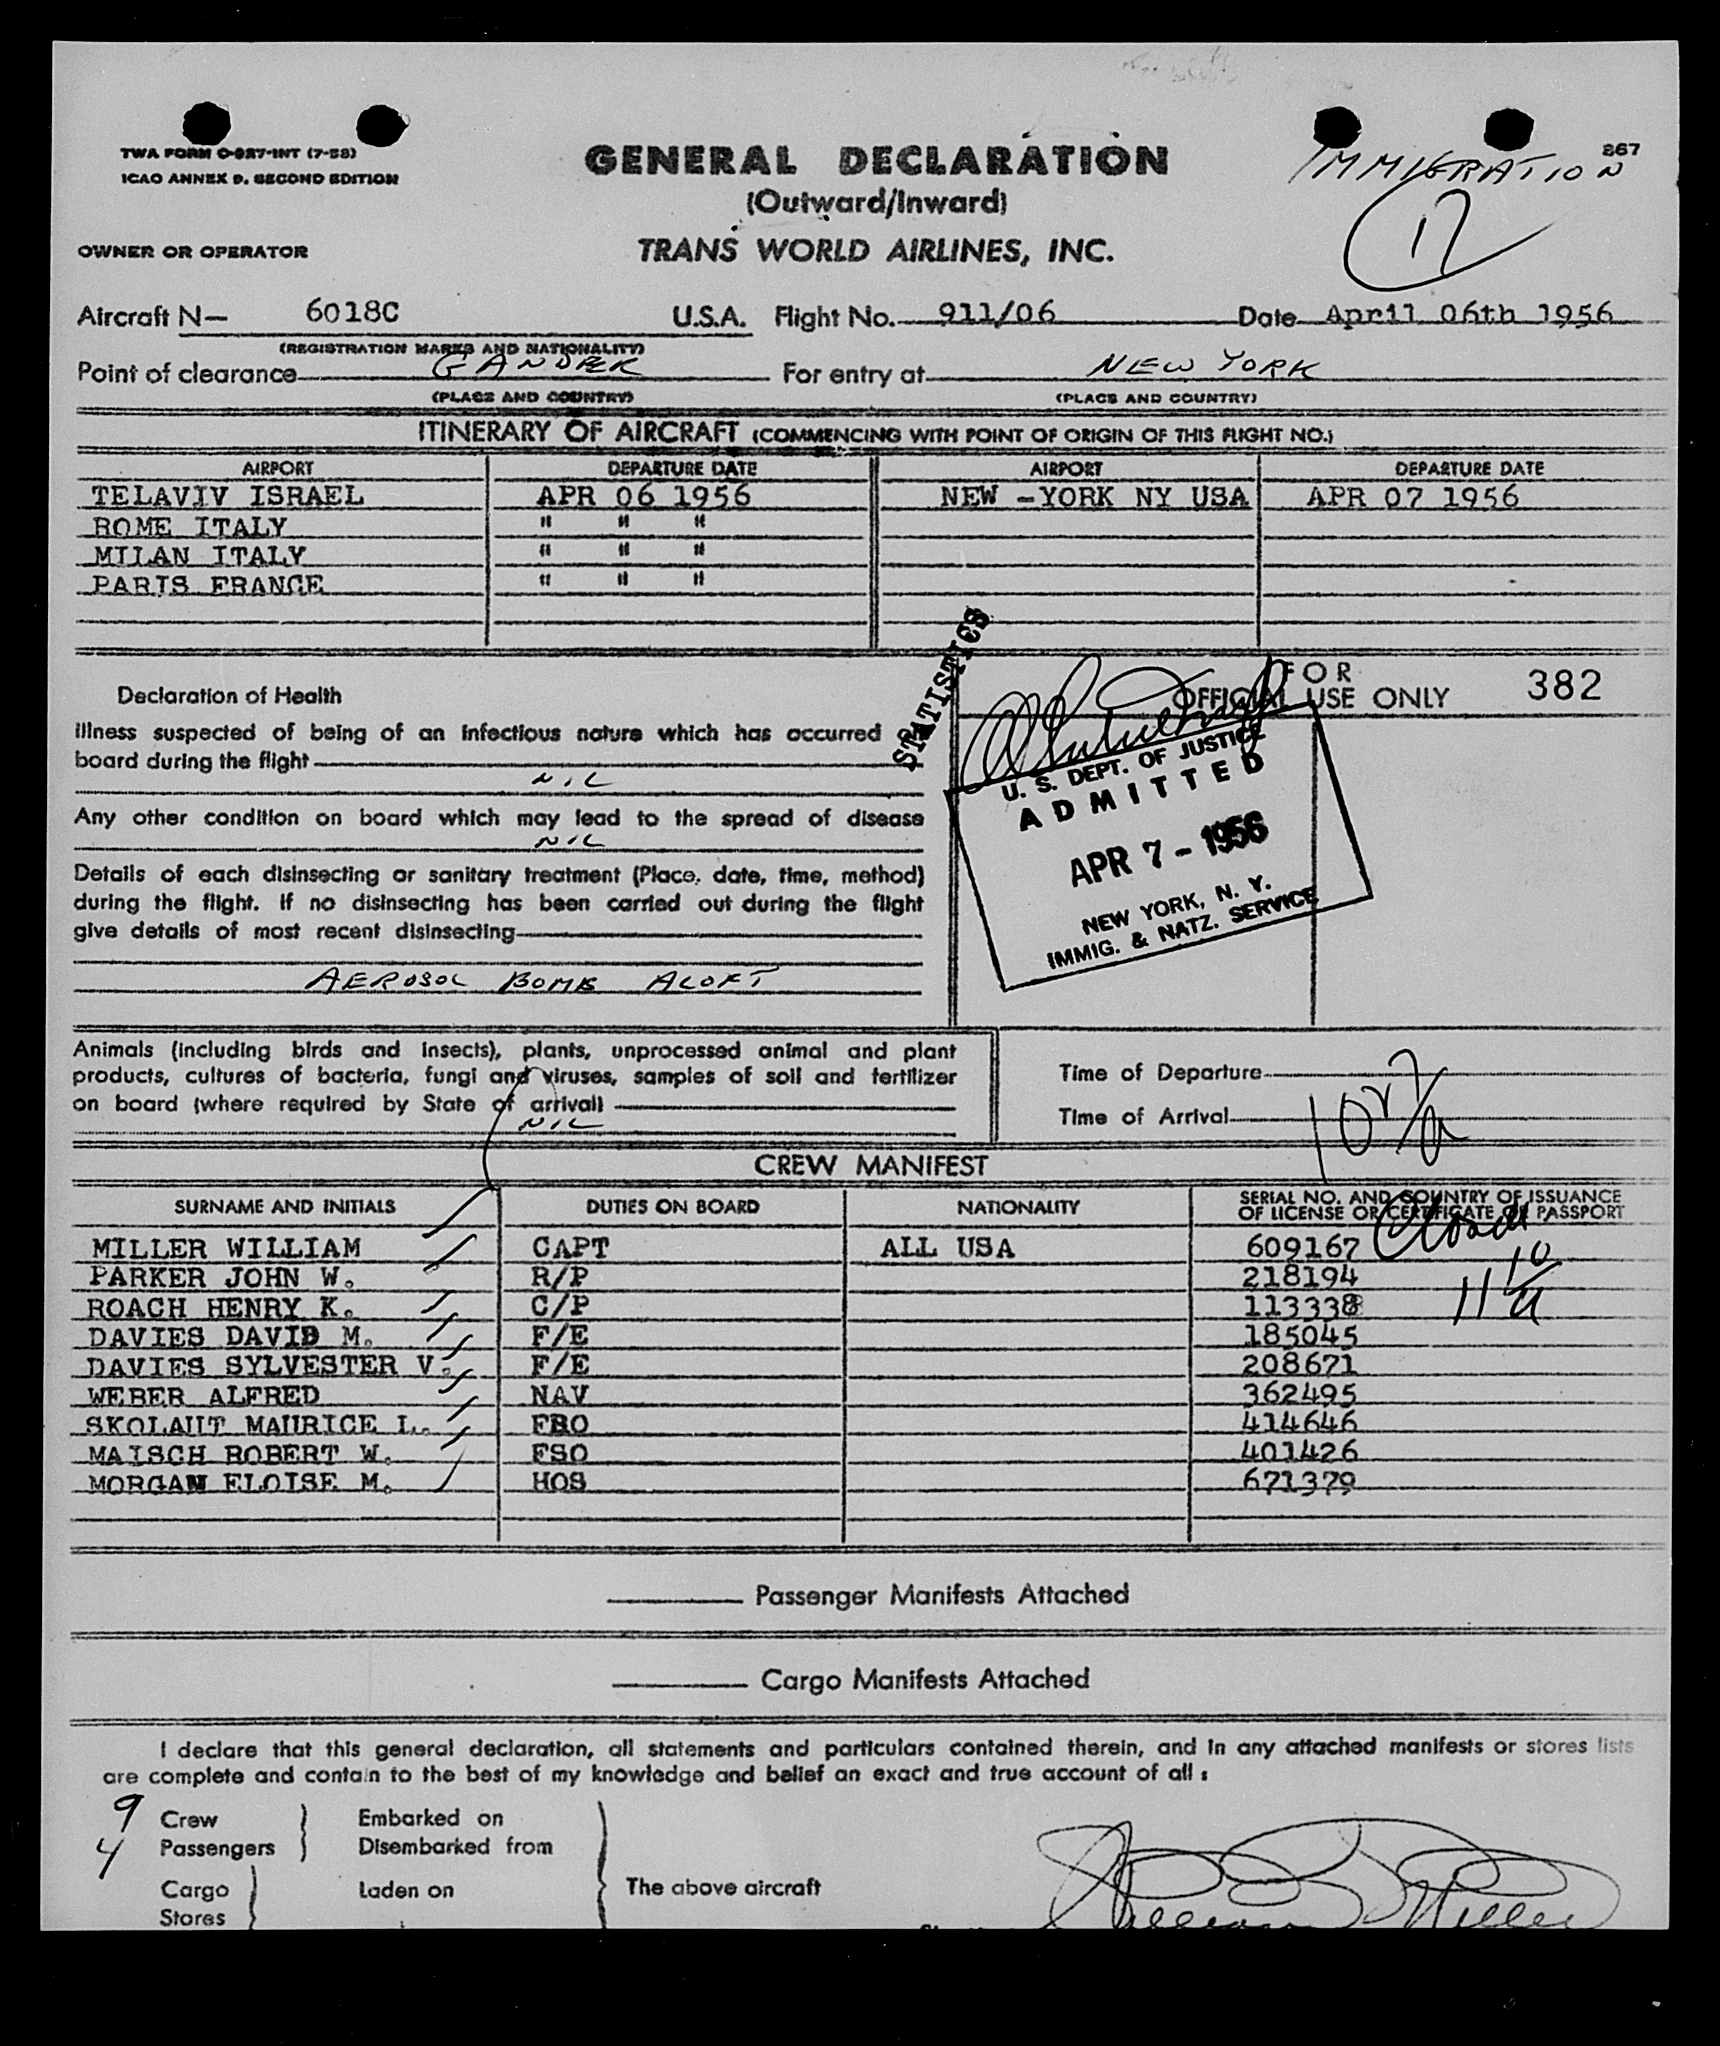 TWA FORM O-927-INT (7-53)
ICAO ANNEX 9, SECOND EDITION
GENERAL DECLARATION
(Outward/Inward)
267
IMMIGRATION
OWNER OR OPERATOR
TRANS WORLD AIRLINES, INC.
Aircraft N— 6018C U.S.A. Flight No. 911/06 Date April 06th 1956
(REGISTRATION MARKS AND NATIONALITY)
Point of clearance GANDER For entry at NEW YORK
(PLACE AND COUNTRY) (PLACE AND COUNTRY)
ITINERARY OF AIRCRAFT (COMMENCING WITH POINT OF ORIGIN OF THIS FLIGHT NO.)
AIRPORT DEPARTURE DATE AIRPORT DEPARTURE DATE
TELAVIV ISRAEL APR 06 1956 NEW -YORK NY USA APR 07 1956
ROME ITALY " " "
MILAN ITALY " " "
PARIS FRANCE " " "
STATISTICS
Declaration of Health
FOR
OFFICIAL USE ONLY 382
Illness suspected of being of an infectious nature which has occurred
board during the flight
NIL
Any other condition on board which may lead to the spread of disease
NIL
Details of each disinsecting or sanitary treatment (Place, date, time, method)
during the flight. If no disinsecting has been carried out during the flight
give details of most recent disinsecting
AEROSOL BOMB ALOFT
U. S. DEPT. OF JUSTICE
ADMITTED
APR 7 - 1956
NEW YORK, N. Y.
IMMIG. & NATZ. SERVICE
Animals (including birds and insects), plants, unprocessed animal and plant
products, cultures of bacteria, fungi and viruses, samples of soil and fertilizer
on board (where required by State of arrival)
NIL
Time of Departure
Time of Arrival
CREW MANIFEST
SURNAME AND INITIALS DUTIES ON BOARD NATIONALITY SERIAL NO. AND COUNTRY OF ISSUANCE
OF LICENSE OR CERTIFICATE OR PASSPORT
MILLER WILLIAM CAPT ALL USA 609167
PARKER JOHN W. R/P 218194
ROACH HENRY K. C/P 113338
DAVIES DAVID M. F/E 185045
DAVIES SYLVESTER V. F/E 208671
WEBER ALFRED NAV 362495
SKOLAUT MAURICE L. FRO 414646
MAISCH ROBERT W. FSO 401426
MORGAN ELOISE M. HOS 671379
Passenger Manifests Attached
Cargo Manifests Attached
I declare that this general declaration, all statements and particulars contained therein, and in any attached manifests or stores lists
are complete and contain to the best of my knowledge and belief an exact and true account of all :
9 Crew Embarked on
4 Passengers Disembarked from
Cargo Laden on The above aircraft
Stores
William Miller